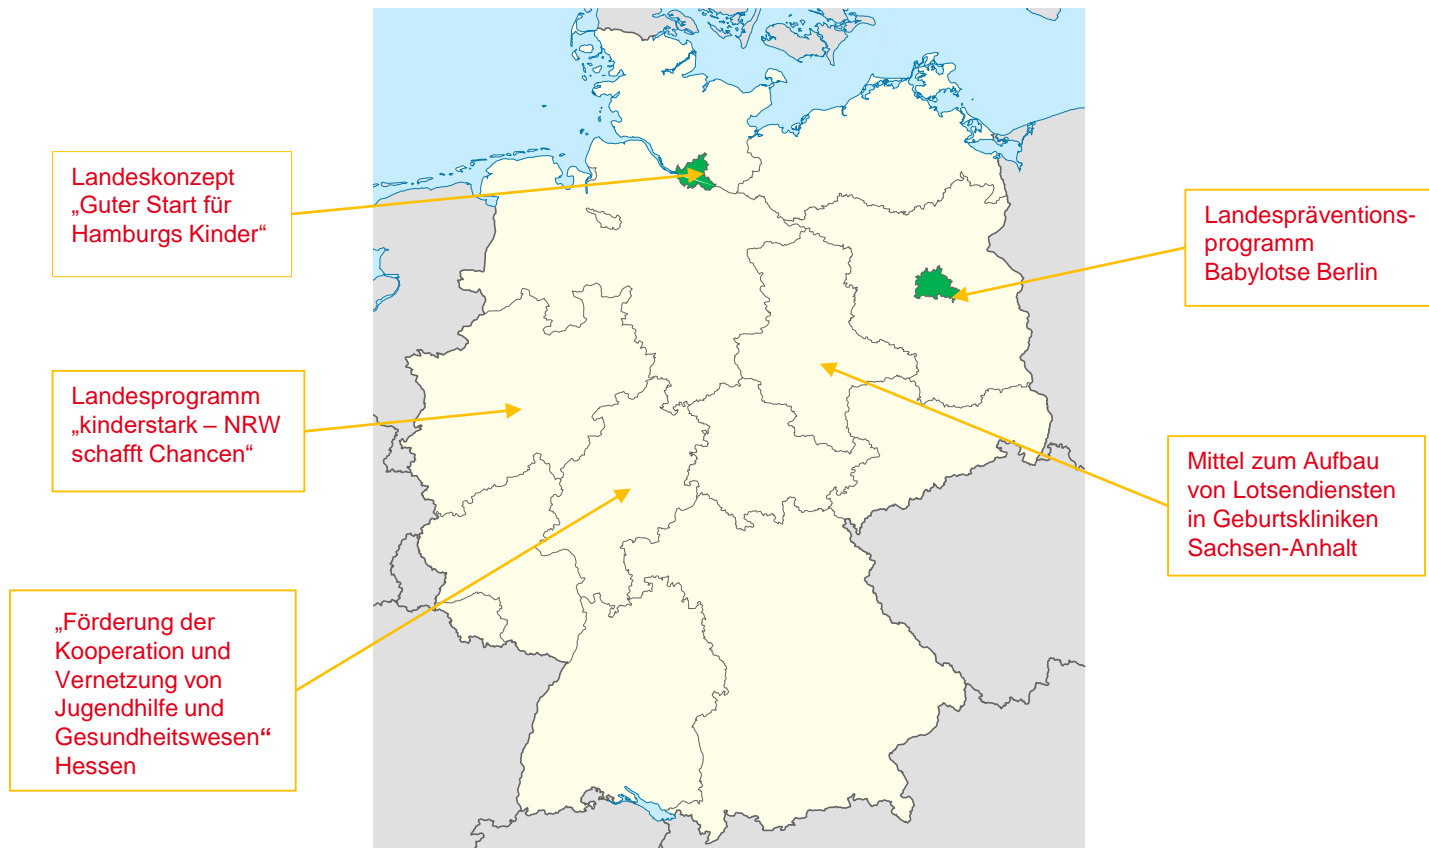 Landeskonzept
„Guter Start für
Hamburgs Kinder“
Landespräventions-
programm
Babylotse Berlin
Landesprogramm
„kinderstark – NRW
schafft Chancen“
Mittel zum Aufbau
von Lotsendiensten
in Geburtskliniken
Sachsen-Anhalt
„Förderung der
Kooperation und
Vernetzung von
Jugendhilfe und
Gesundheitswesen“
Hessen